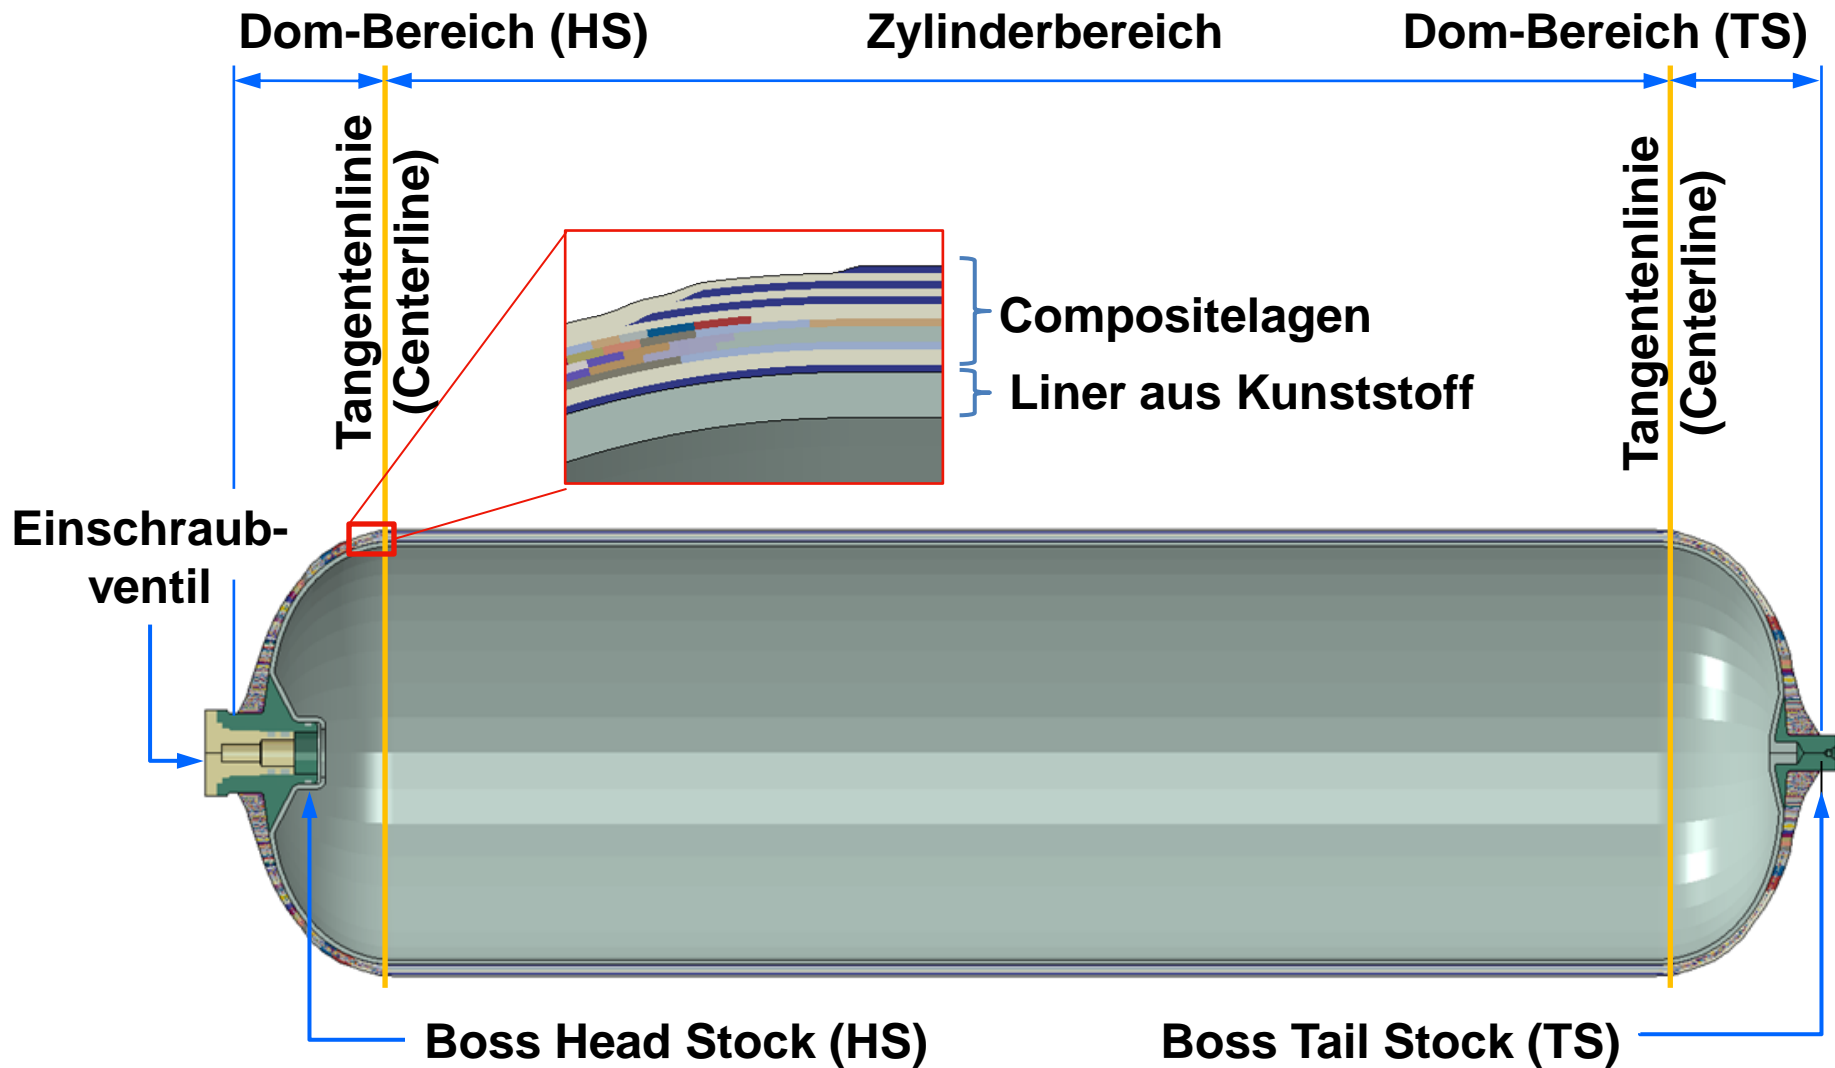 Dom-Bereich (HS)
Zylinderbereich
Dom-Bereich (TS)
Tangentenlinie
(Centerline)
Tangentenlinie
(Centerline)
Compositelagen
Liner aus Kunststoff
Einschraub-
ventil
Boss Head Stock (HS)
Boss Tail Stock (TS)